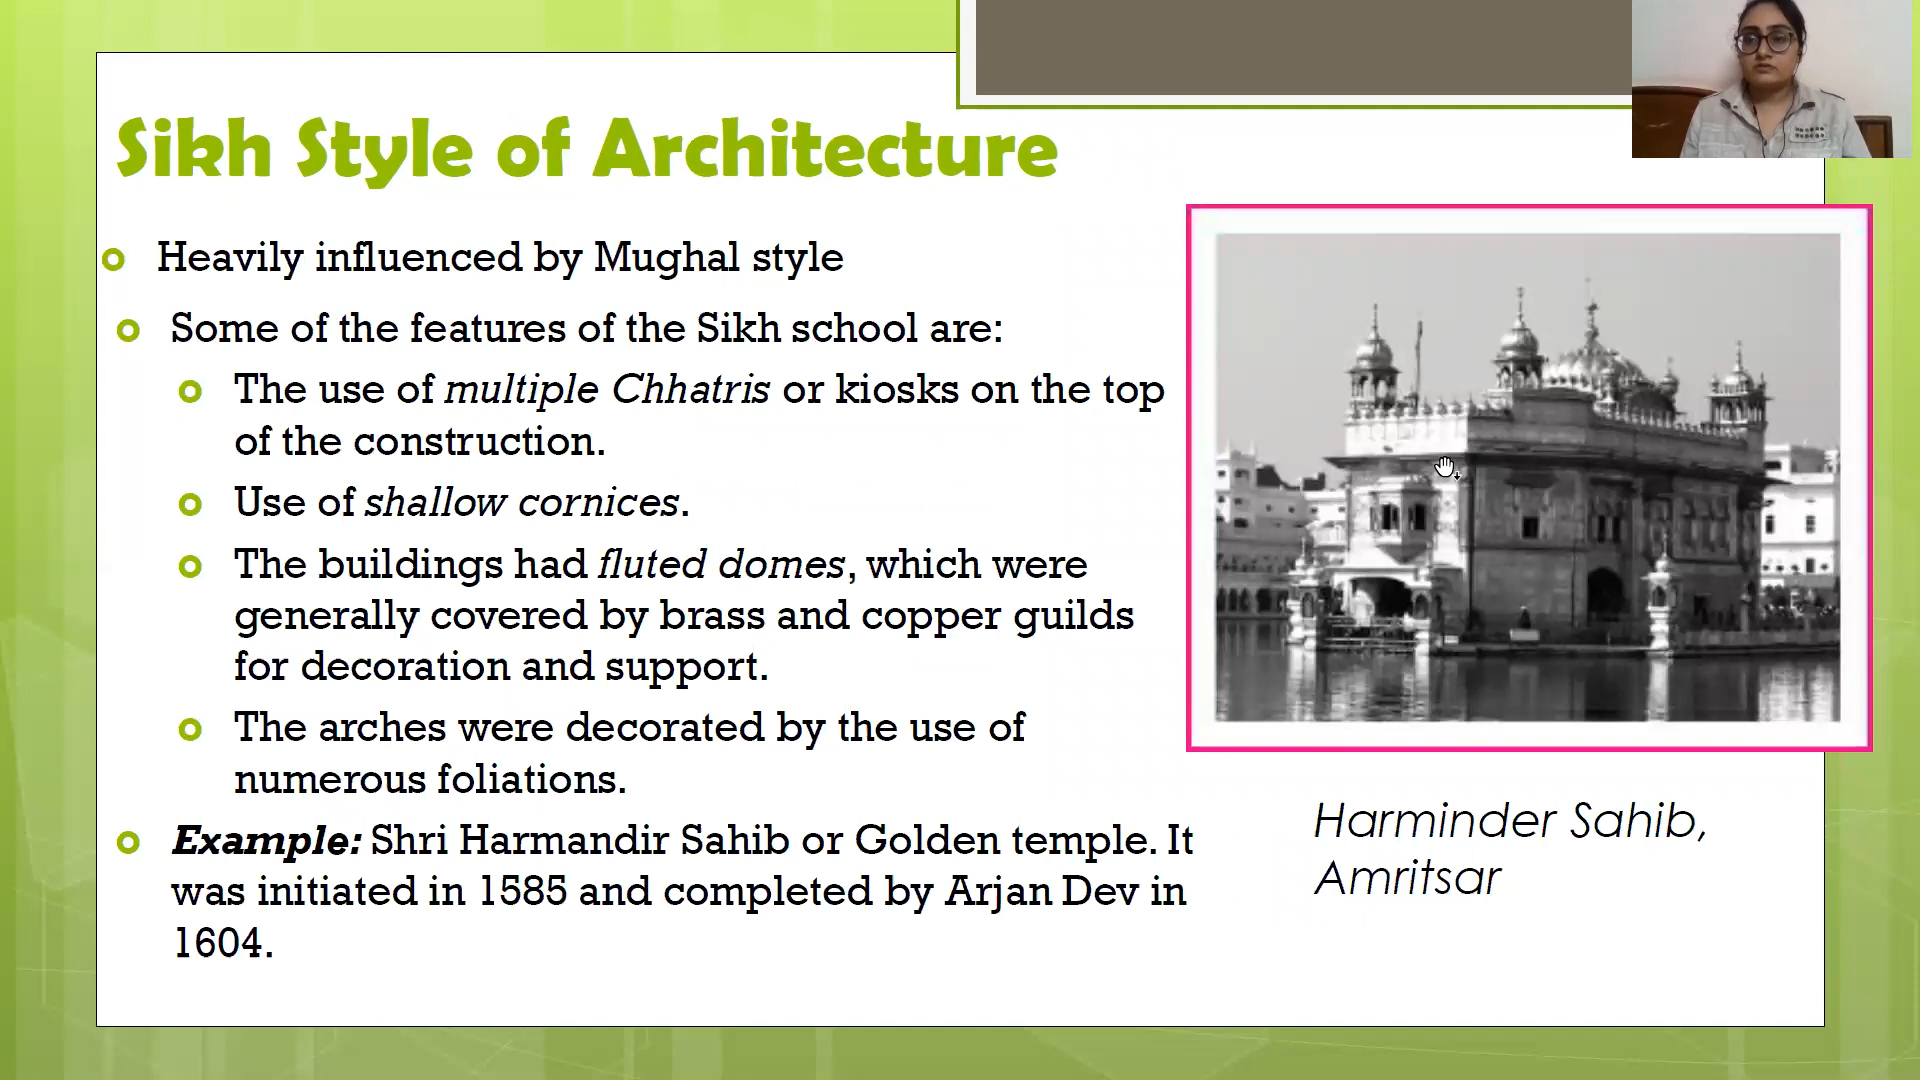 Sikh Style of Architecture
Heavily influenced by Mughal style
Some of the features of the Sikh school are:
The use of multiple Chhatris or kiosks on the top
of the construction.
Use of shallow cornices.
The buildings had fluted domes, which were
generally covered by brass and copper guilds
for decoration and support.
The arches were decorated by the use of
numerous foliations.
Example: Shri Harmandir Sahib or Golden temple. It
was initiated in 1585 and completed by Arjan Dev in
1604.
Harminder Sahib,
Amritsar